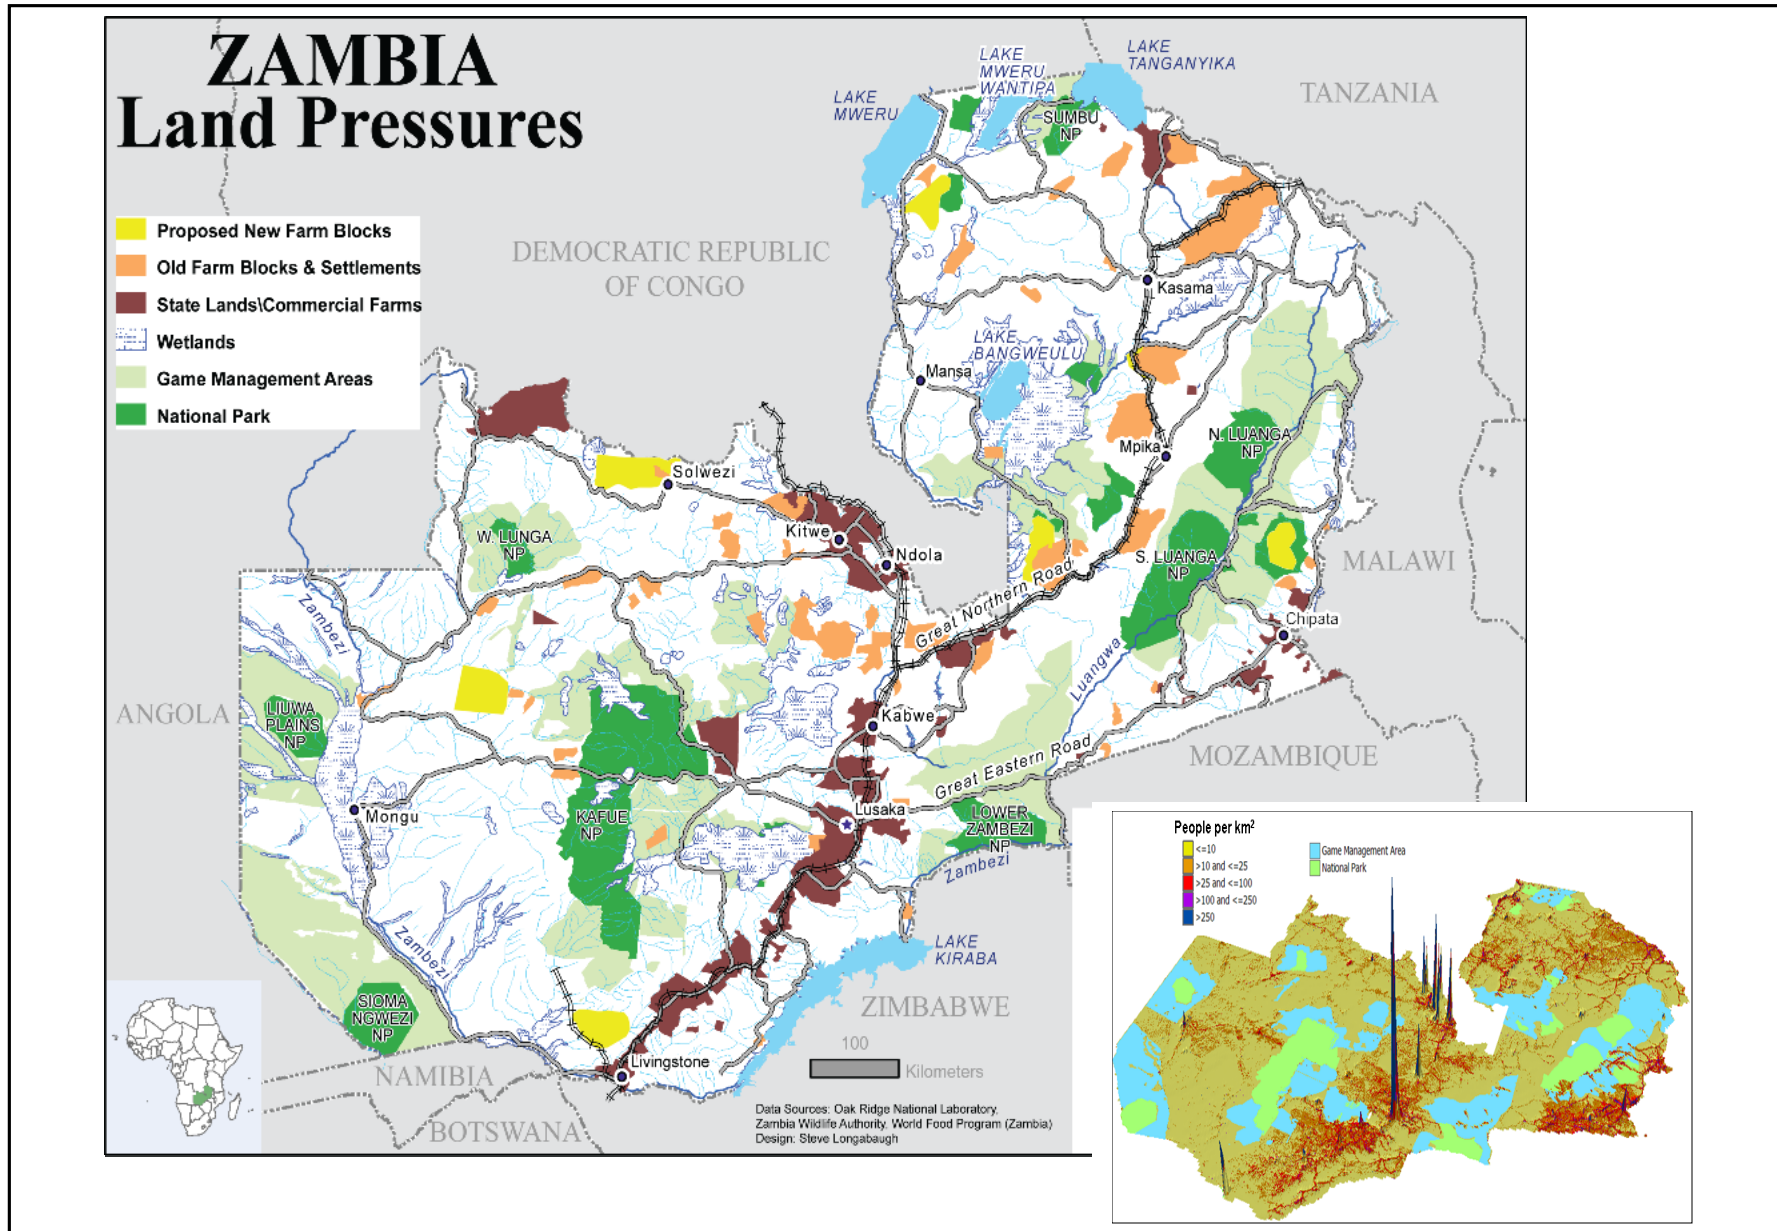 ZAMBIA
Land Pressures
Proposed New Farm Blocks
Old Farm Blocks & Settlements
State Lands\Commercial Farms
Wetlands
Game Management Areas
National Park
LAKE
MWERU
LAKE
MWERU
WANTIPA
LAKE
TANGANYIKA
TANZANIA
SUMBU
NP
DEMOCRATIC REPUBLIC
OF CONGO
Kasama
LAKE
BANGWEULU
Mansa
Mpika
N. LUANGA
NP
Solwezi
W. LUNGA
NP
Kitwe
Ndola
S. LUANGA
NP
MALAWI
Great Northern Road
Chipata
Zambezi
Luangwa
ANGOLA
LIUWA
PLAINS
NP
Kabwe
MOZAMBIQUE
Great Eastern Road
Mongu
KAFUE
NP
Lusaka
LOWER
ZAMBEZI
NP
Zambezi
Zambezi
LAKE
KIRABA
SIOMA
NGWEZI
NP
ZIMBABWE
100
Kilometers
Livingstone
NAMIBIA
BOTSWANA
Data Sources: Oak Ridge National Laboratory,
Zambia Wildlife Authority, World Food Program (Zambia)
Design: Steve Longabaugh
People per km²
<=10
>10 and <=25
>25 and <=100
>100 and <=250
>250
Game Management Area
National Park